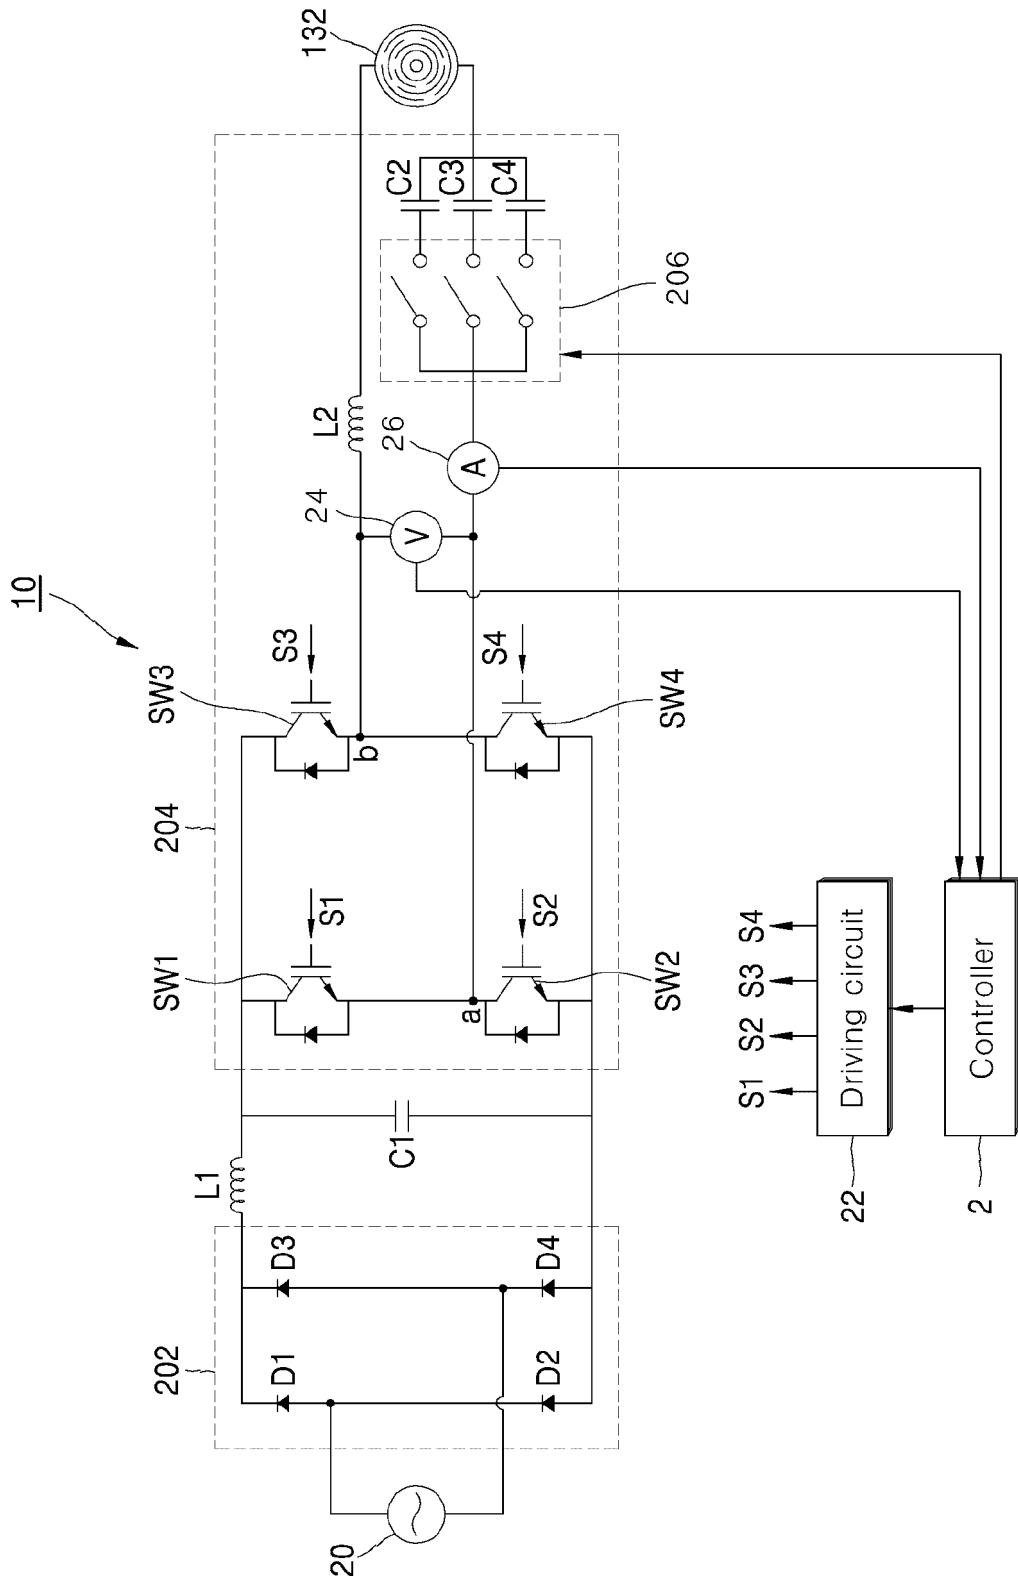 10
20
202
D1
D2
D3
D4
L1
C1
204
SW1
S1
SW2
S2
a
SW3
S3
SW4
S4
b
24
V
26
A
L2
206
C2
C3
C4
132
S1
S2
S3
S4
Driving circuit
22
Controller
2